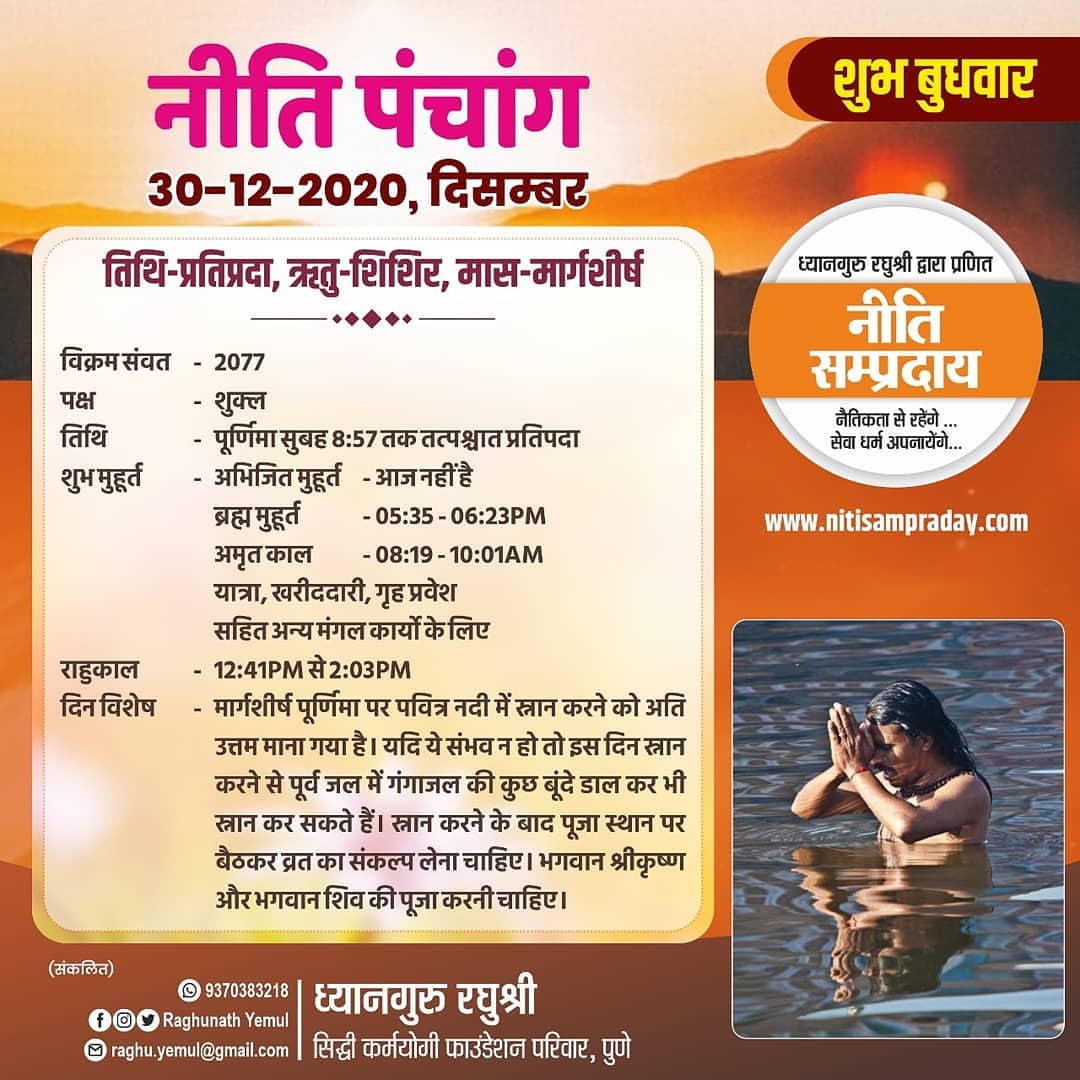 नीति पंचांग
30-12-2020, दिसम्बर
शुभ बुधवार
तिथि-प्रतिप्रदा, ऋतु-शिशिर, मास-मार्गशीर्ष
विक्रम संवत - 2077
पक्ष - शुक्ल
तिथि - पूर्णिमा सुबह 8:57 तक तत्पश्चात प्रतिपदा
शुभ मुहूर्त - अभिजित मुहूर्त - आज नहीं है
ब्रह्म मुहूर्त - 05:35 - 06:23PM
अमृत काल - 08:19 - 10:01AM
यात्रा, खरीददारी, गृह प्रवेश
सहित अन्य मंगल कार्यो के लिए
राहुकाल - 12:41PM से 2:03PM
दिन विशेष - मार्गशीर्ष पूर्णिमा पर पवित्र नदी में स्नान करने को अति
उत्तम माना गया है। यदि ये संभव न हो तो इस दिन स्नान
करने से पूर्व जल में गंगाजल की कुछ बूंदे डाल कर भी
स्नान कर सकते हैं। स्नान करने के बाद पूजा स्थान पर
बैठकर व्रत का संकल्प लेना चाहिए। भगवान श्रीकृष्ण
और भगवान शिव की पूजा करनी चाहिए।
ध्यानगुरु रघुश्री द्वारा प्रणित
नीति
सम्प्रदाय
नैतिकता से रहेंगे ...
सेवा धर्म अपनायेंगे...
www.nitisampraday.com
(संकलित)
9370383218
Raghunath Yemul
raghu.yemul@gmail.com
ध्यानगुरु रघुश्री
सिद्धी कर्मयोगी फाउंडेशन परिवार, पुणे